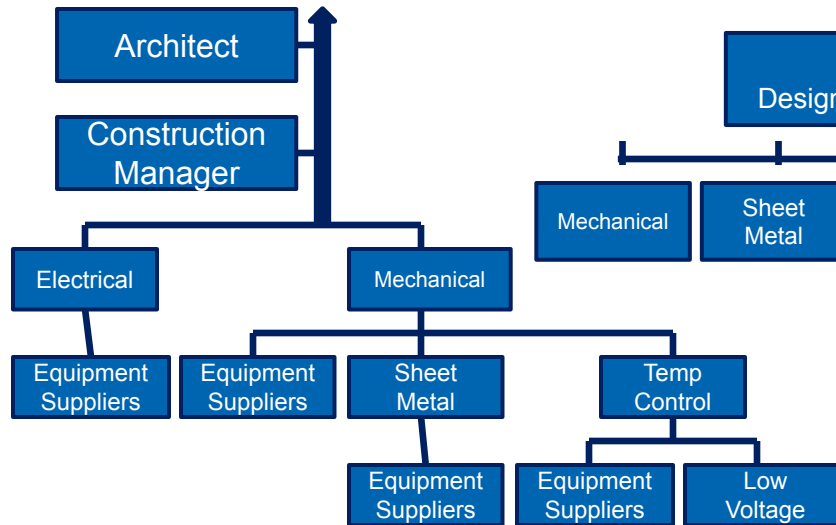 Architect
Construction
Manager
Electrical
Mechanical
Equipment
Suppliers
Equipment
Suppliers
Sheet
Metal
Temp
Control
Equipment
Suppliers
Equipment
Suppliers
Low
Voltage
Design
Mechanical
Sheet
Metal